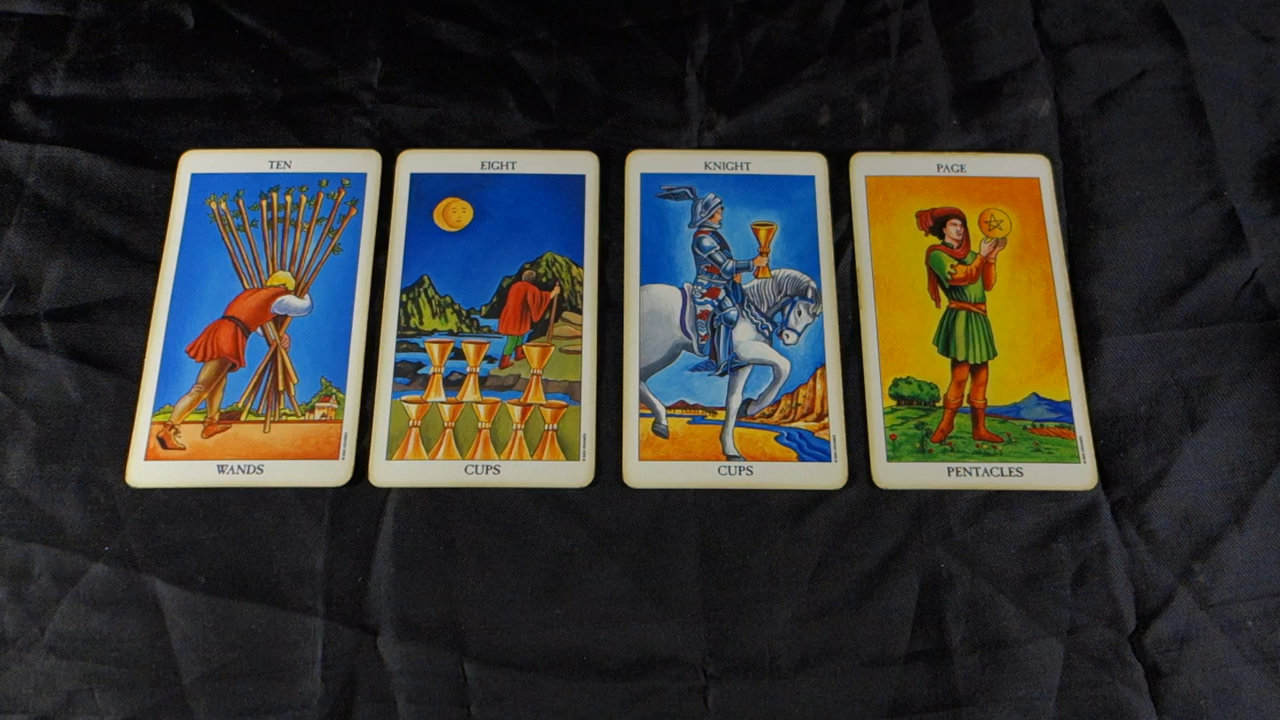 TEN
WANDS
EIGHT
CUPS
KNIGHT
CUPS
PAGE
PENTACLES